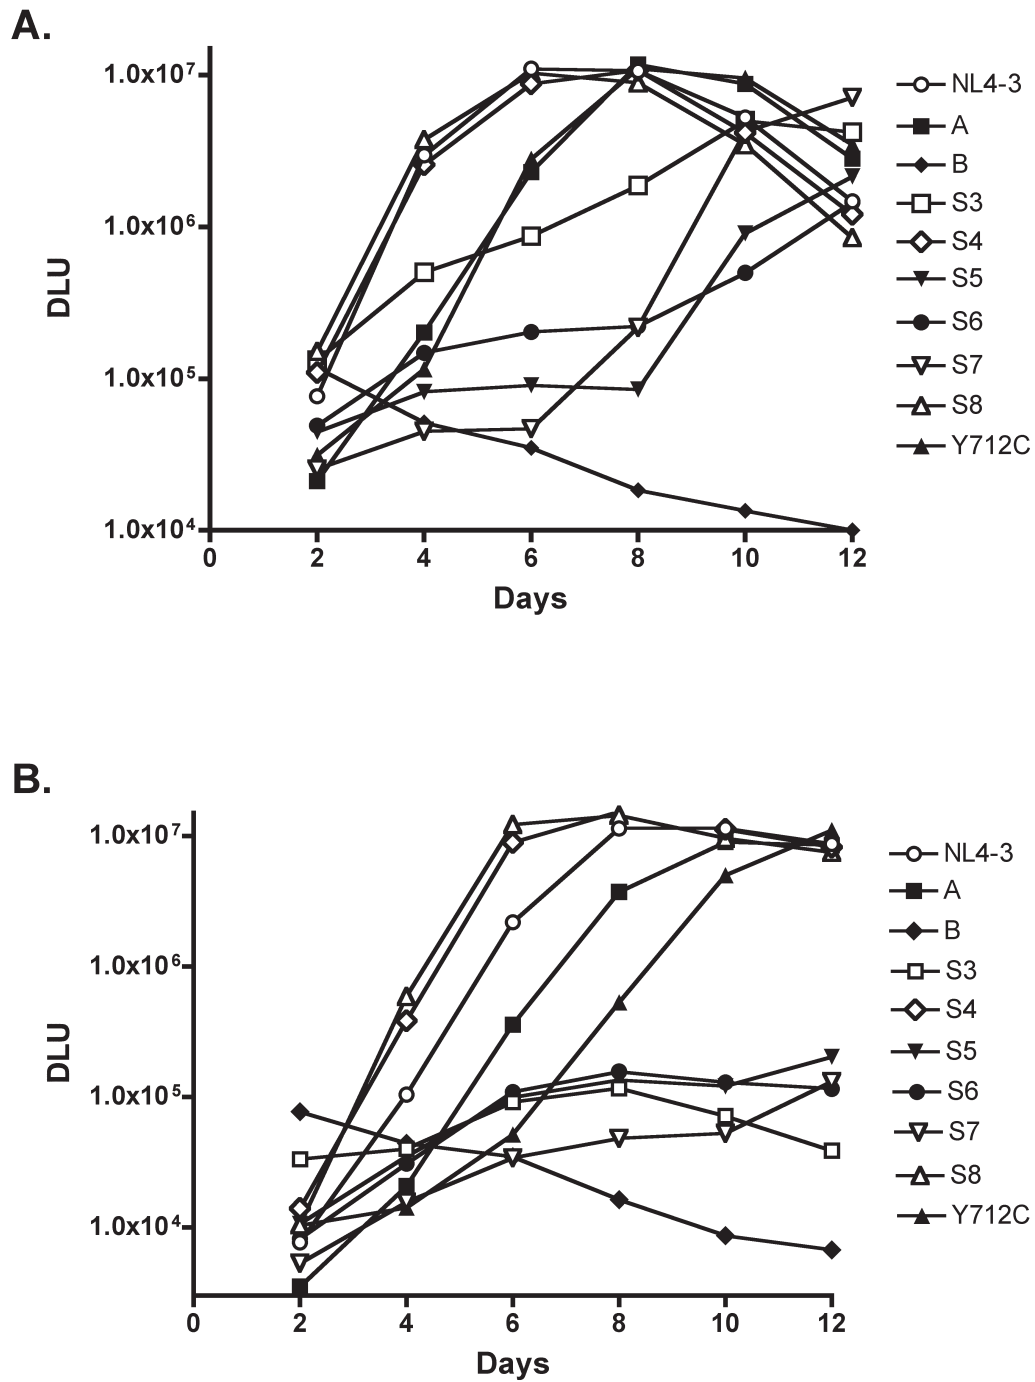 A.
1.0x10⁷
1.0x10⁶
1.0x10⁵
1.0x10⁴
DLU
0 2 4 6 8 10 12
Days
NL4-3
A
B
S3
S4
S5
S6
S7
S8
Y712C
B.
1.0x10⁷
1.0x10⁶
1.0x10⁵
1.0x10⁴
DLU
0 2 4 6 8 10 12
Days
NL4-3
A
B
S3
S4
S5
S6
S7
S8
Y712C